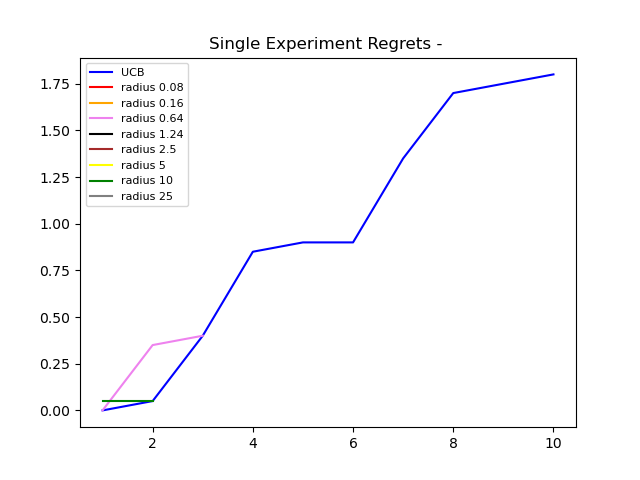 Single Experiment Regrets -
UCB
radius 0.08
radius 0.16
radius 0.64
radius 1.24
radius 2.5
radius 5
radius 10
radius 25
1.75
1.50
1.25
1.00
0.75
0.50
0.25
0.00
2 4 6 8 10